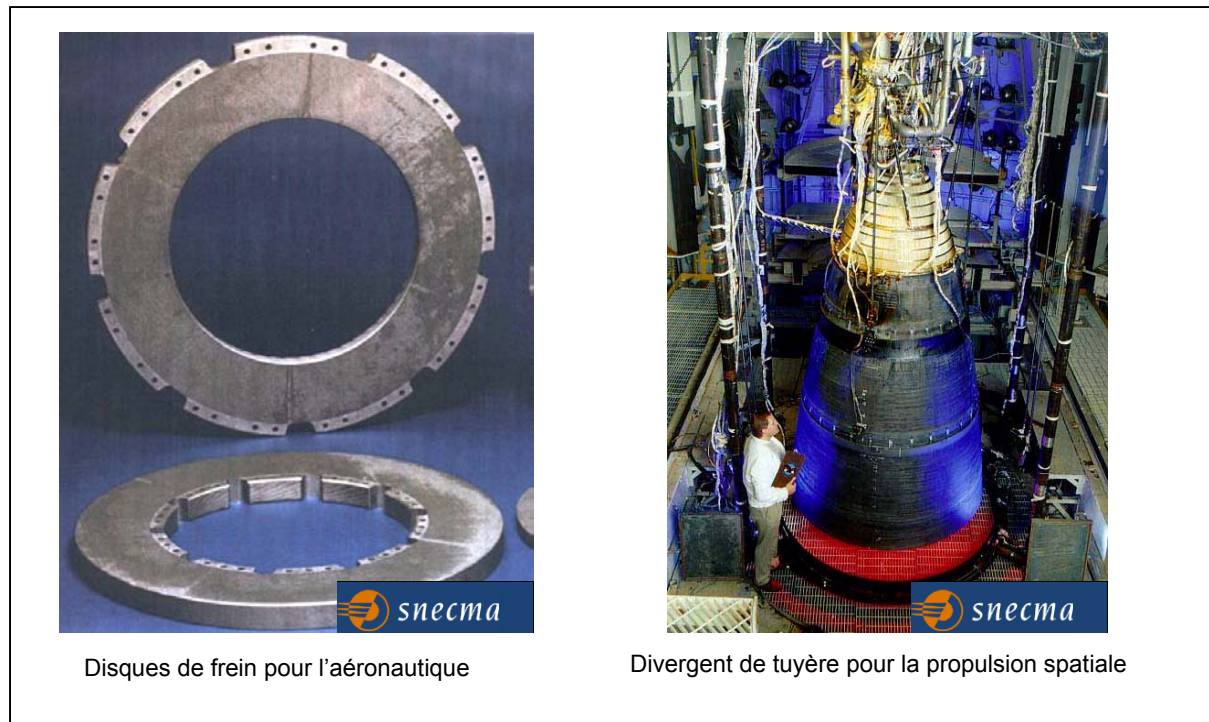 snecma
snecma
Disques de frein pour l'aéronautique
Divergent de tuyère pour la propulsion spatiale